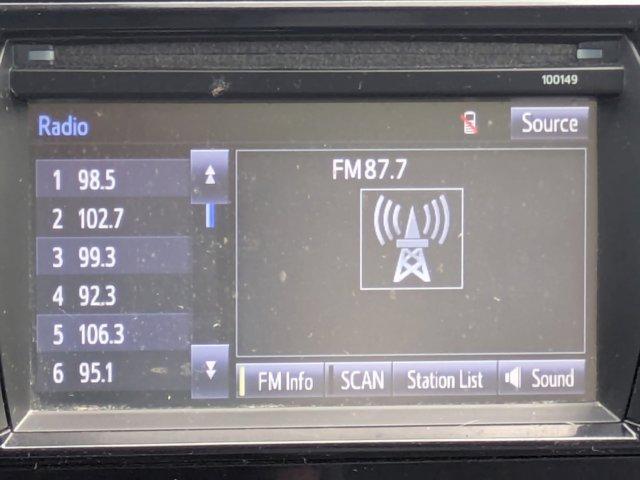 100149
Radio
Source
1 98.5
2 102.7
3 99.3
4 92.3
5 106.3
6 95.1
FM87.7
FM Info SCAN Station List Sound